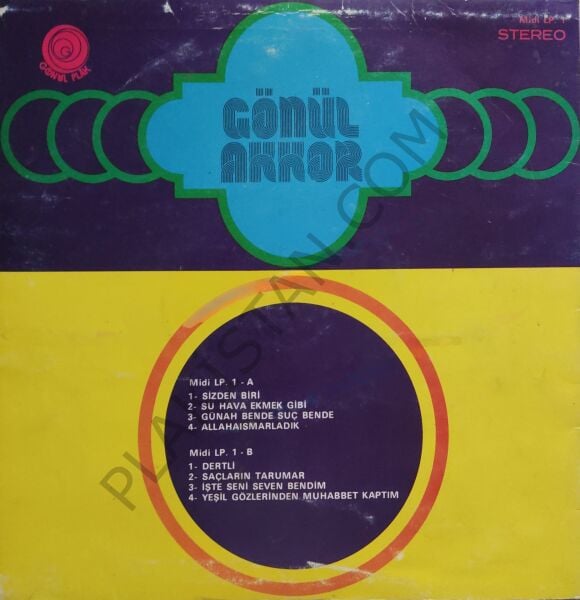 Midi LP. 1
STEREO
GÖNÜL PLAK
GÖNÜL
AKKOR
Midi LP. 1 - A
1- SİZDEN BİRİ
2- SU HAVA EKMEK GİBİ
3- GÜNAH BENDE SUÇ BENDE
4- ALLAHAISMARLADIK
Midi LP. 1 - B
1- DERTLİ
2- SAÇLARIN TARUMAR
3- İŞTE SENİ SEVEN BENDİM
4- YEŞİL GÖZLERİNDEN MUHABBET KAPTIM
PLAKISTAN.COM